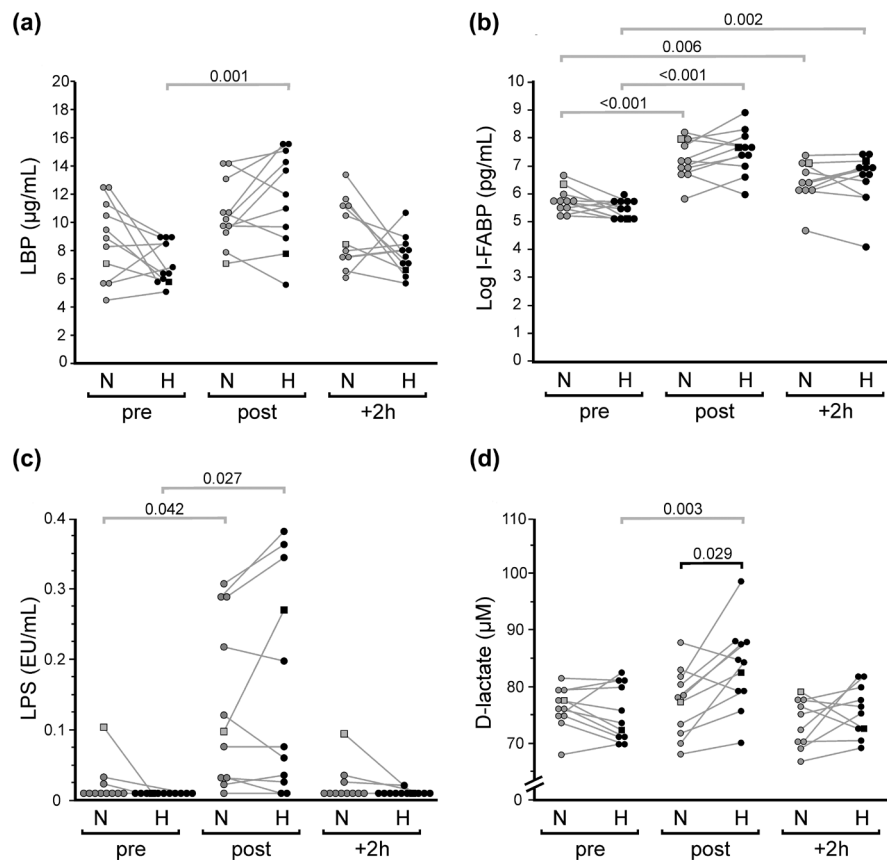 (a)
0.001
LBP (µg/mL)
20
18
16
14
12
10
8
6
4
2
0
N H N H N H
pre post +2h
(b)
0.002
0.006
<0.001
<0.001
Log I-FABP (pg/mL)
10
9
8
7
6
5
4
3
2
1
0
N H N H N H
pre post +2h
(c)
0.027
0.042
LPS (EU/mL)
0.4
0.3
0.2
0.1
0
N H N H N H
pre post +2h
(d)
0.003
0.029
D-lactate (µM)
110
100
90
80
70
0
N H N H N H
pre post +2h